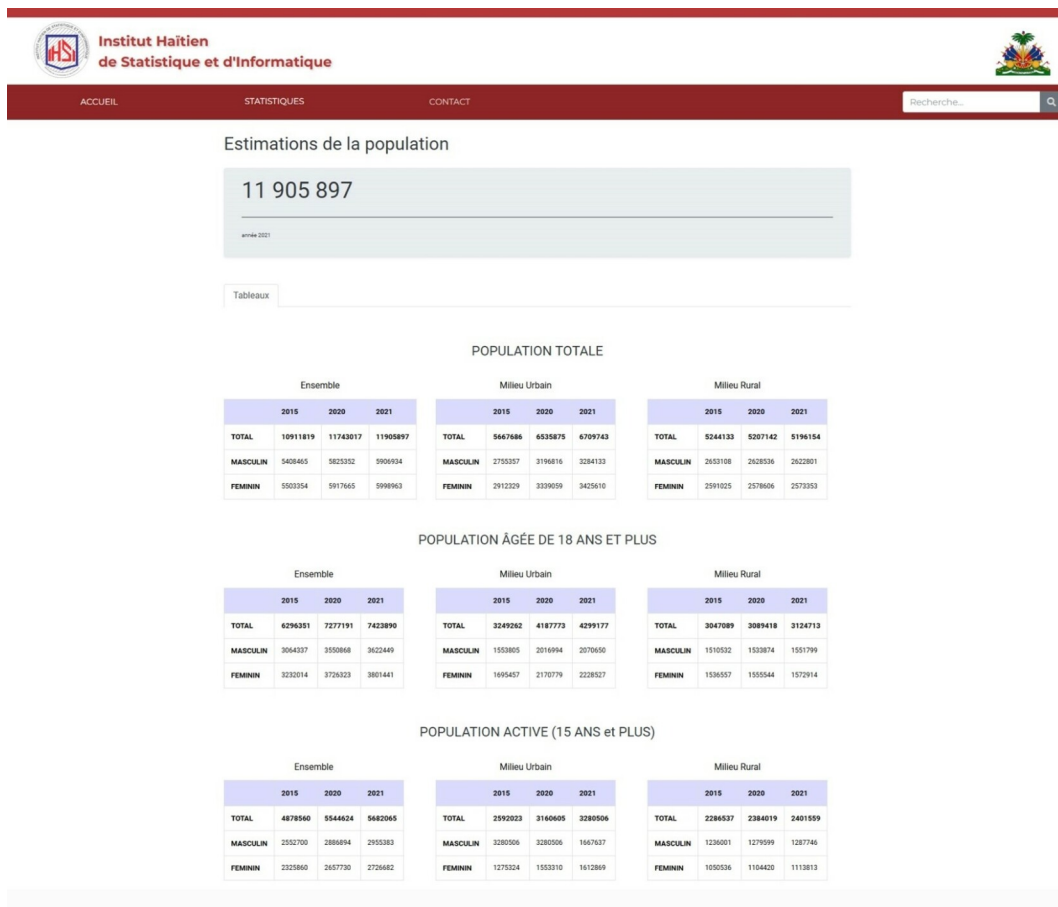 Institut Haïtien
de Statistique et d'Informatique
ACCUEIL STATISTIQUES CONTACT Recherche...
Estimations de la population
11 905 897
année 2021
Tableaux
POPULATION TOTALE
Ensemble Milieu Urbain Milieu Rural
2015 2020 2021 2015 2020 2021 2015 2020 2021
TOTAL 10911819 11743017 11905897 TOTAL 5667686 6535875 6709743 TOTAL 5244133 5207142 5196154
MASCULIN 5408465 5825352 5906934 MASCULIN 2755357 3196816 3284133 MASCULIN 2653108 2628536 2622801
FEMININ 5503354 5917665 5998963 FEMININ 2912329 3339059 3425610 FEMININ 2591025 2578606 2573353
POPULATION ÂGÉE DE 18 ANS ET PLUS
Ensemble Milieu Urbain Milieu Rural
2015 2020 2021 2015 2020 2021 2015 2020 2021
TOTAL 6296351 7277191 7423890 TOTAL 3249262 4187773 4299177 TOTAL 3047089 3089418 3124713
MASCULIN 3064337 3550868 3622449 MASCULIN 1553805 2016994 2070650 MASCULIN 1510532 1533874 1551799
FEMININ 3232014 3726323 3801441 FEMININ 1695457 2170779 2228527 FEMININ 1536557 1555544 1572914
POPULATION ACTIVE (15 ANS et PLUS)
Ensemble Milieu Urbain Milieu Rural
2015 2020 2021 2015 2020 2021 2015 2020 2021
TOTAL 4878560 5544624 5682065 TOTAL 2592023 3160605 3280506 TOTAL 2286537 2384019 2401559
MASCULIN 2552700 2886894 2955383 MASCULIN 3280506 3280506 1667637 MASCULIN 1236001 1279599 1287746
FEMININ 2325860 2657730 2726682 FEMININ 1275324 1553310 1612869 FEMININ 1050536 1104420 1113813